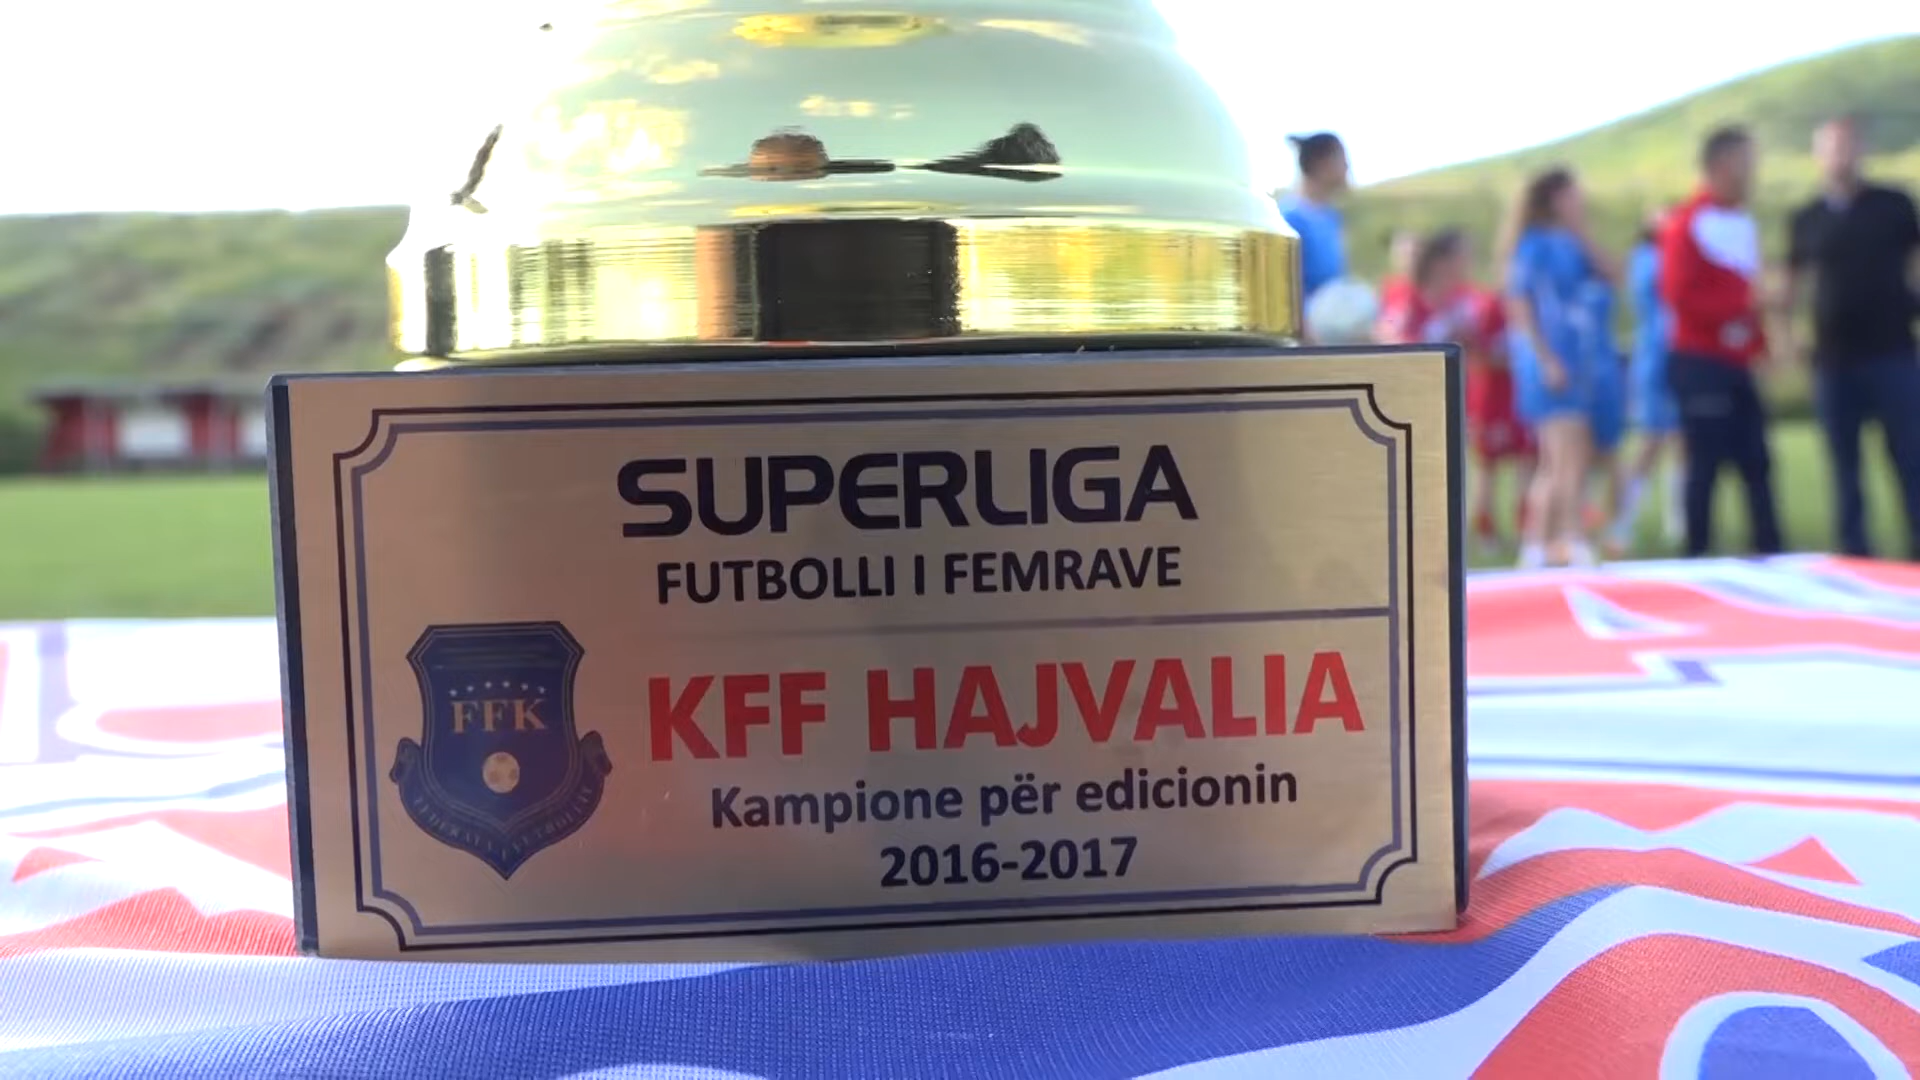 SUPERLIGA
FUTBOLLI I FEMRAVE
FFK
KFF HAJVALIA
Kampione për edicionin
2016-2017